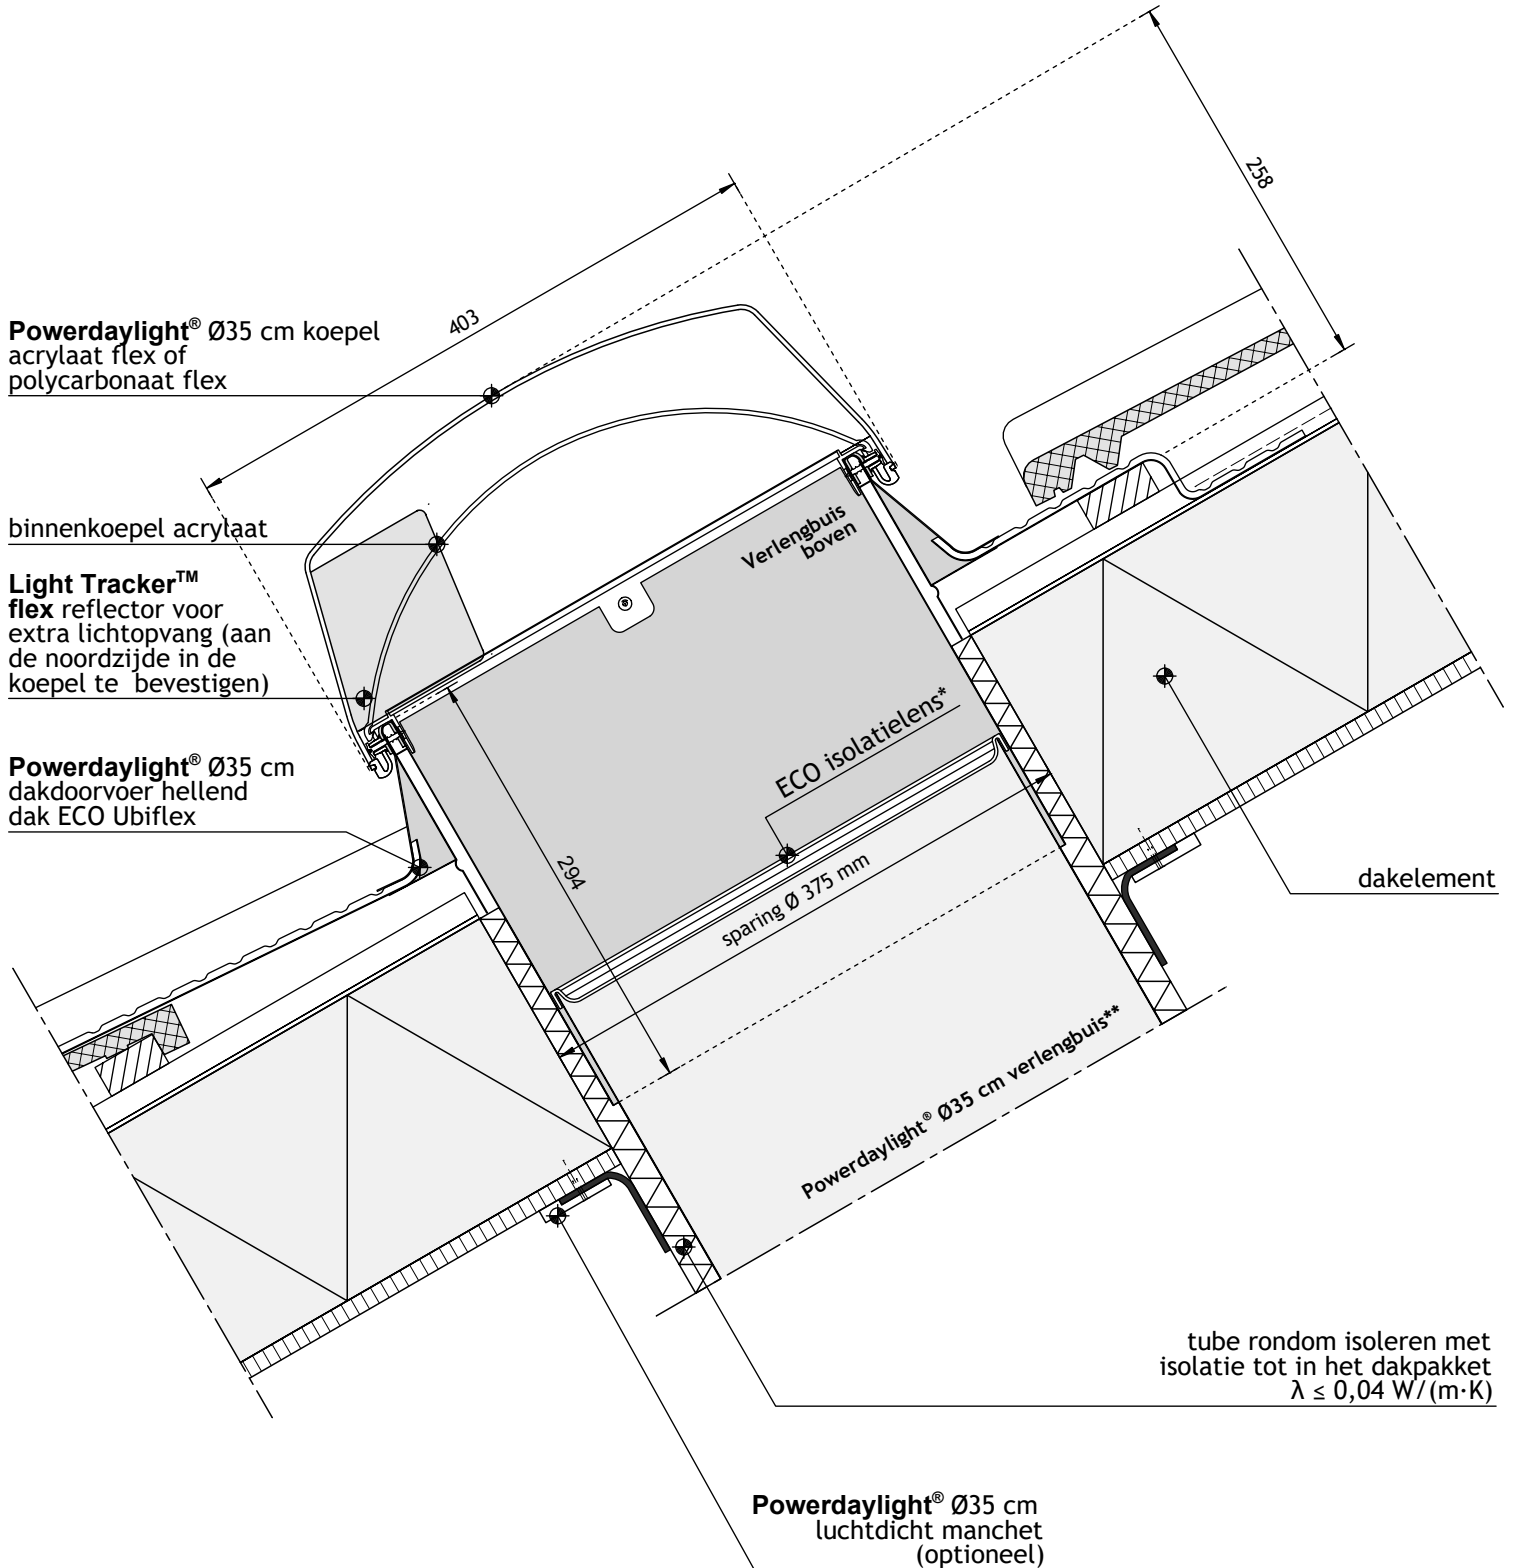 258
403
Powerdaylight® Ø35 cm koepel
acrylaat flex of
polycarbonaat flex
binnenkoepel acrylaat
Verlengbuis
boven
Light Tracker™
flex reflector voor
extra lichtopvang (aan
de noordzijde in de
koepel te bevestigen)
ECO isolatielens*
Powerdaylight® Ø35 cm
dakdoorvoer hellend
dak ECO Ubiflex
294
sparing Ø 375 mm
dakelement
Powerdaylight® Ø35 cm verlengbuis**
tube rondom isoleren met
isolatie tot in het dakpakket
λ ≤ 0,04 W/(m·K)
Powerdaylight® Ø35 cm
luchtdicht manchet
(optioneel)